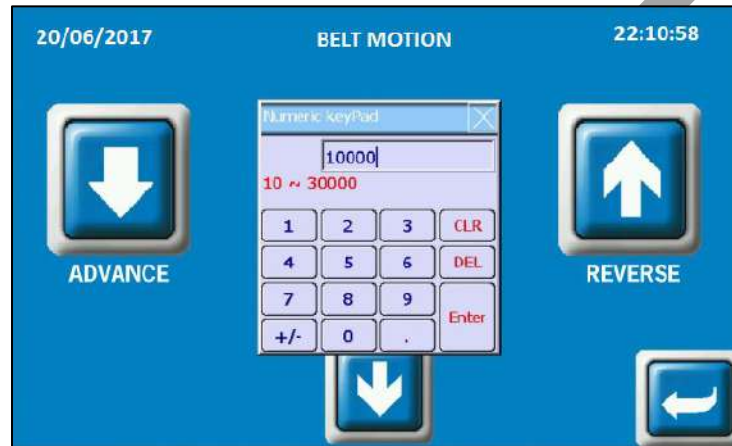 20/06/2017 BELT MOTION 22:10:58
Numeric KeyPad
10000
10 ~ 30000
1 2 3 CLR
4 5 6 DEL
7 8 9 Enter
+/- 0 .
ADVANCE REVERSE